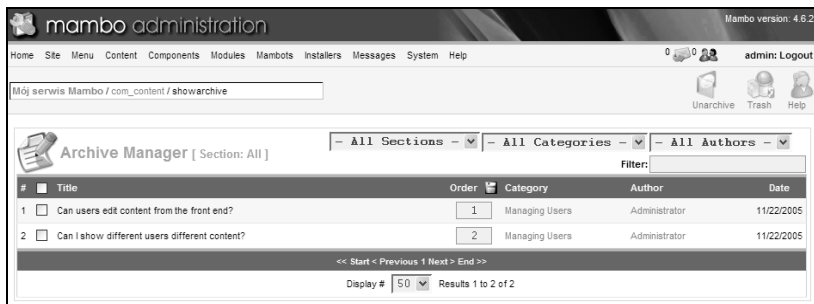 mambo administration
Mambo version: 4.6.2
Home Site Menu Content Components Modules Mambots Installers Messages System Help 0 0 admin: Logout
Mój serwis Mambo / com_content / showarchive
Unarchive Trash Help
Archive Manager [ Section: All ]
- All Sections - - All Categories - - All Authors -
Filter:
# Title Order Category Author Date
1 Can users edit content from the front end? 1 Managing Users Administrator 11/22/2005
2 Can I show different users different content? 2 Managing Users Administrator 11/22/2005
<< Start < Previous 1 Next > End >>
Display # 50 Results 1 to 2 of 2